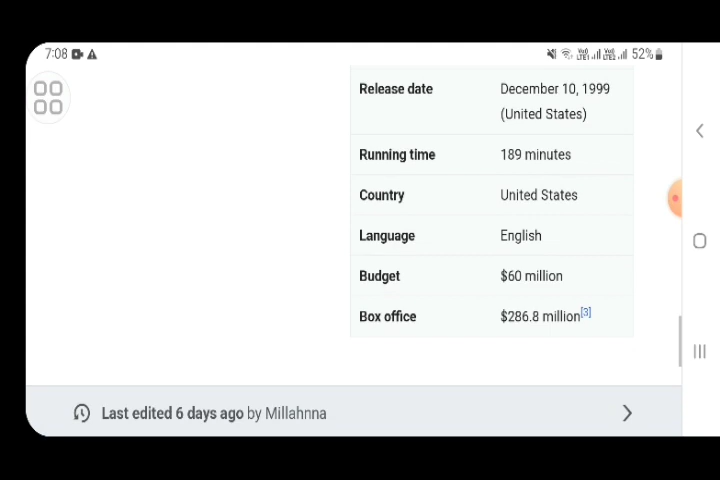 7:08
52%
Release date December 10, 1999
(United States)
Running time 189 minutes
Country United States
Language English
Budget $60 million
Box office $286.8 million[3]
Last edited 6 days ago by Millahnna